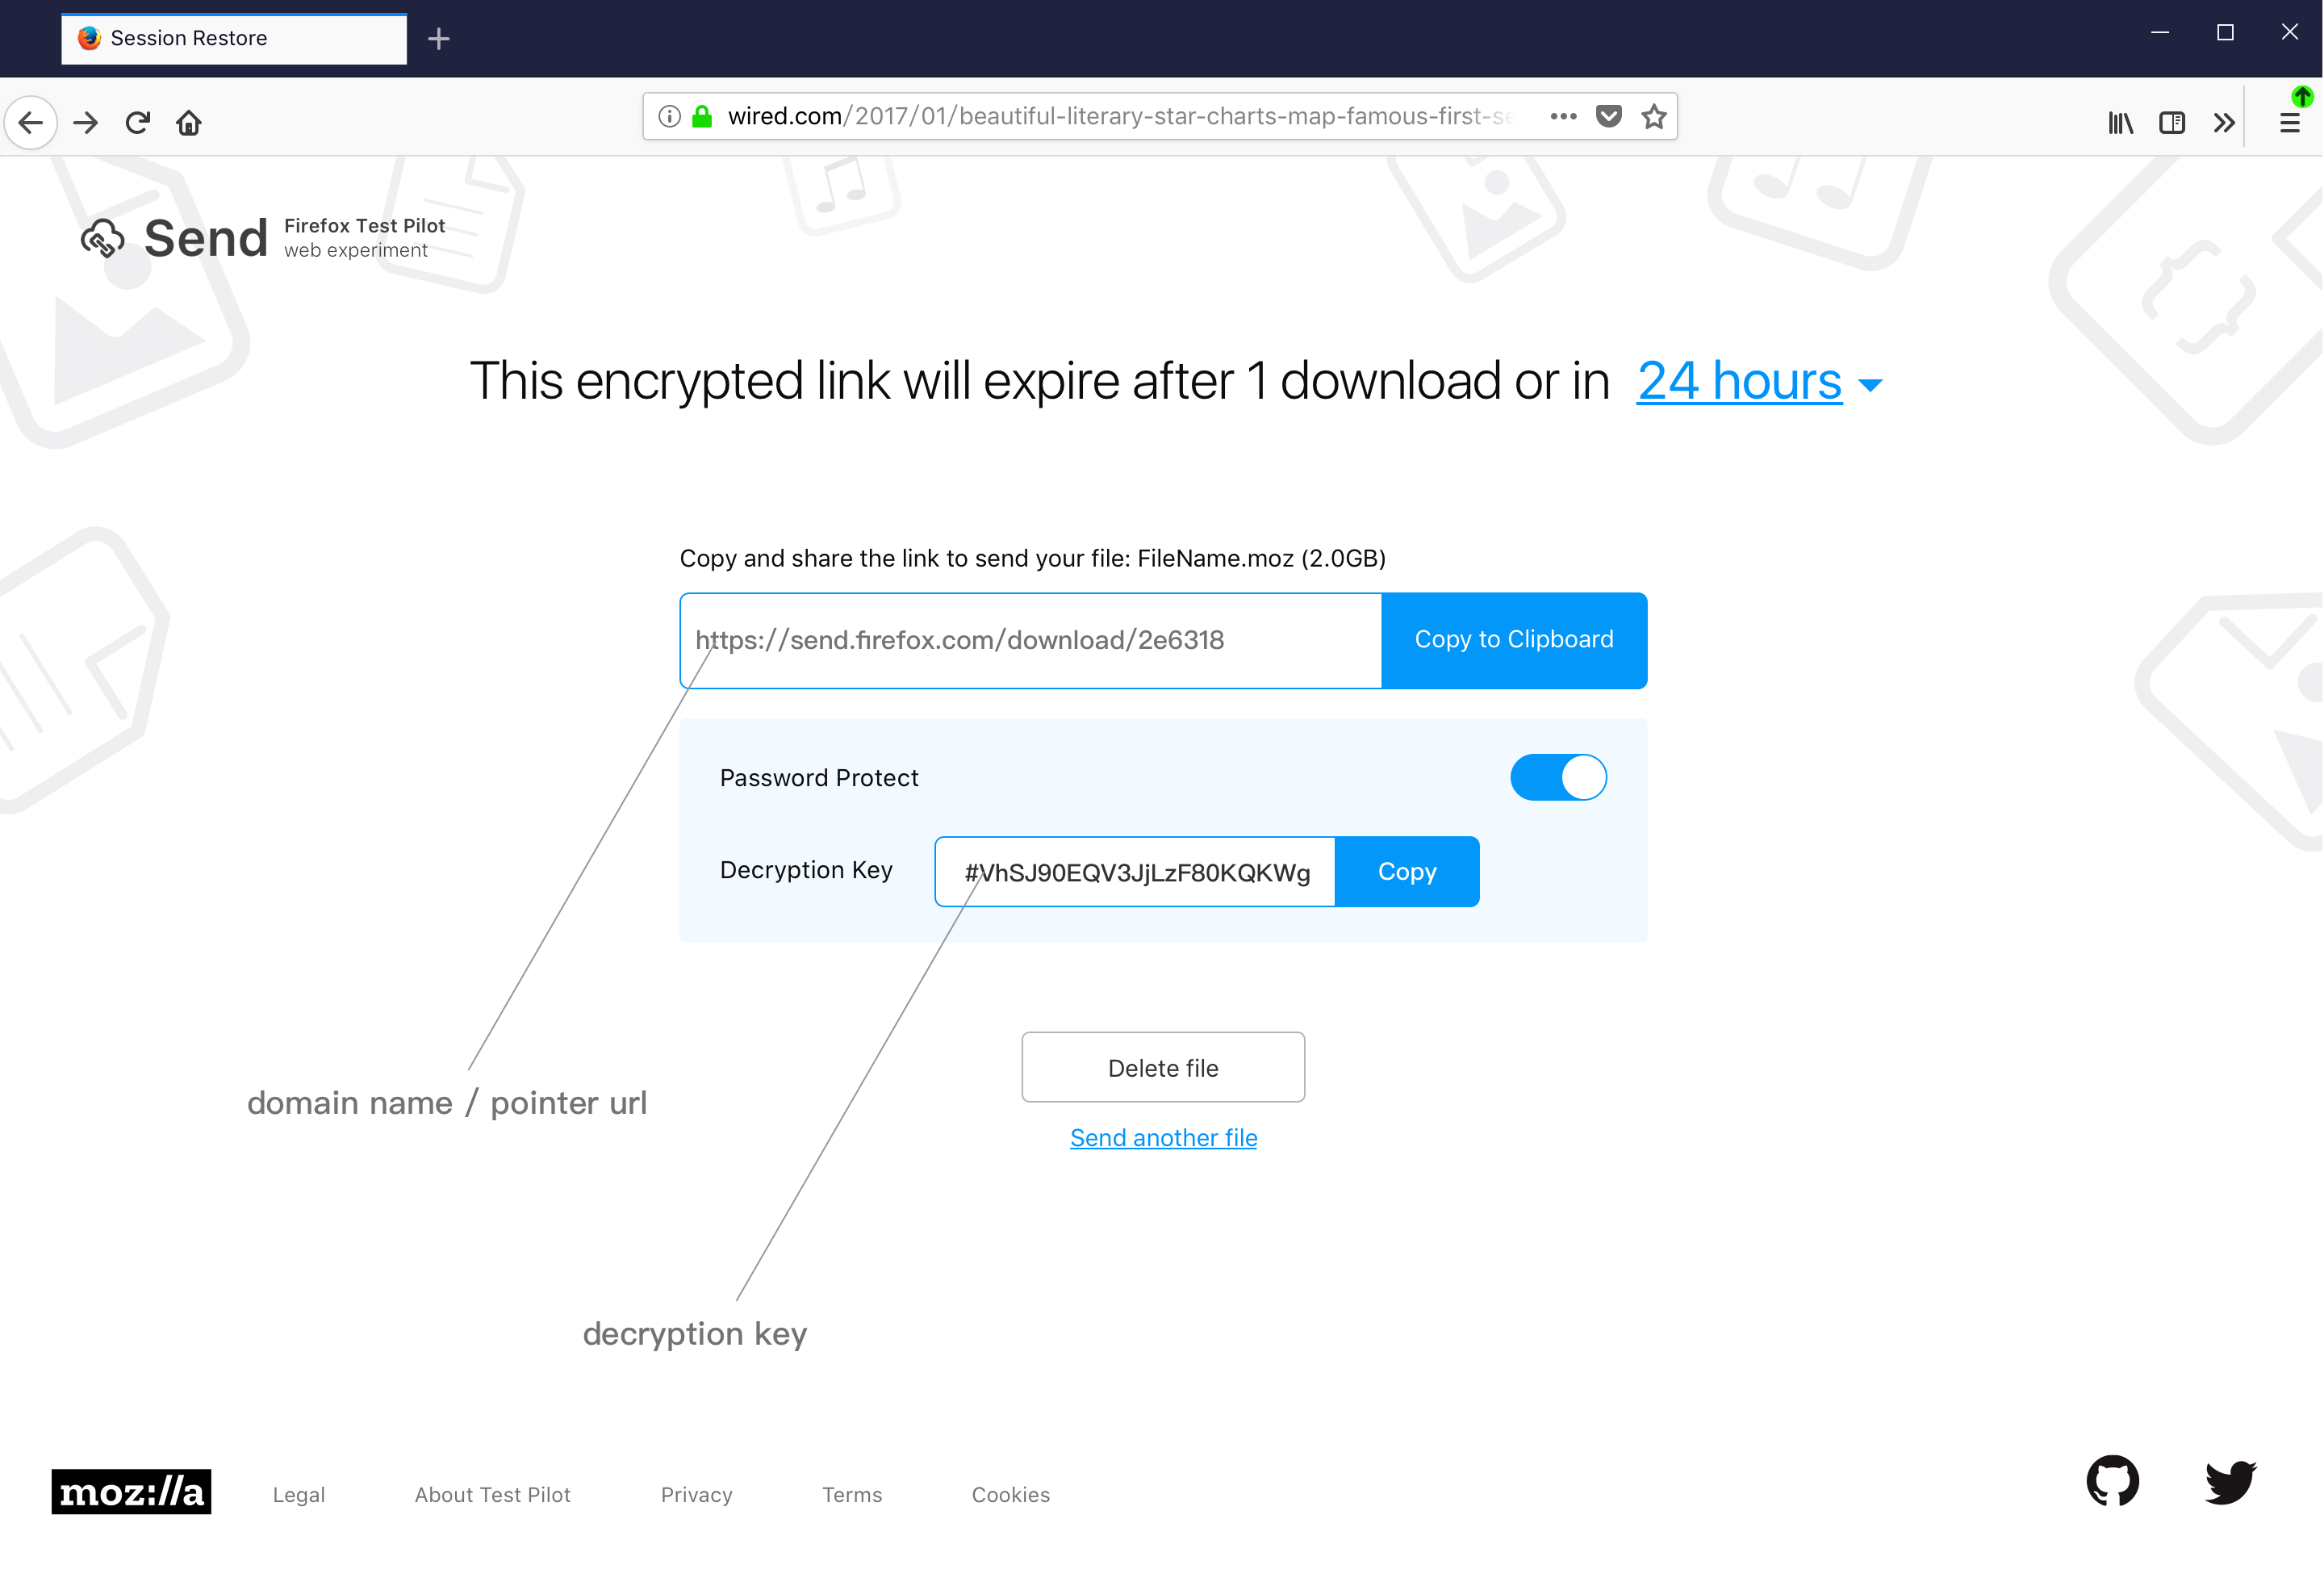 Session Restore
wired.com/2017/01/beautiful-literary-star-charts-map-famous-first-se
Send
Firefox Test Pilot
web experiment
This encrypted link will expire after 1 download or in 24 hours
Copy and share the link to send your file: FileName.moz (2.0GB)
https://send.firefox.com/download/2e6318
Copy to Clipboard
Password Protect
Decryption Key
#VhSJ90EQV3JjLzF80KQKWg
Copy
Delete file
domain name / pointer url
Send another file
decryption key
moz://a
Legal
About Test Pilot
Privacy
Terms
Cookies